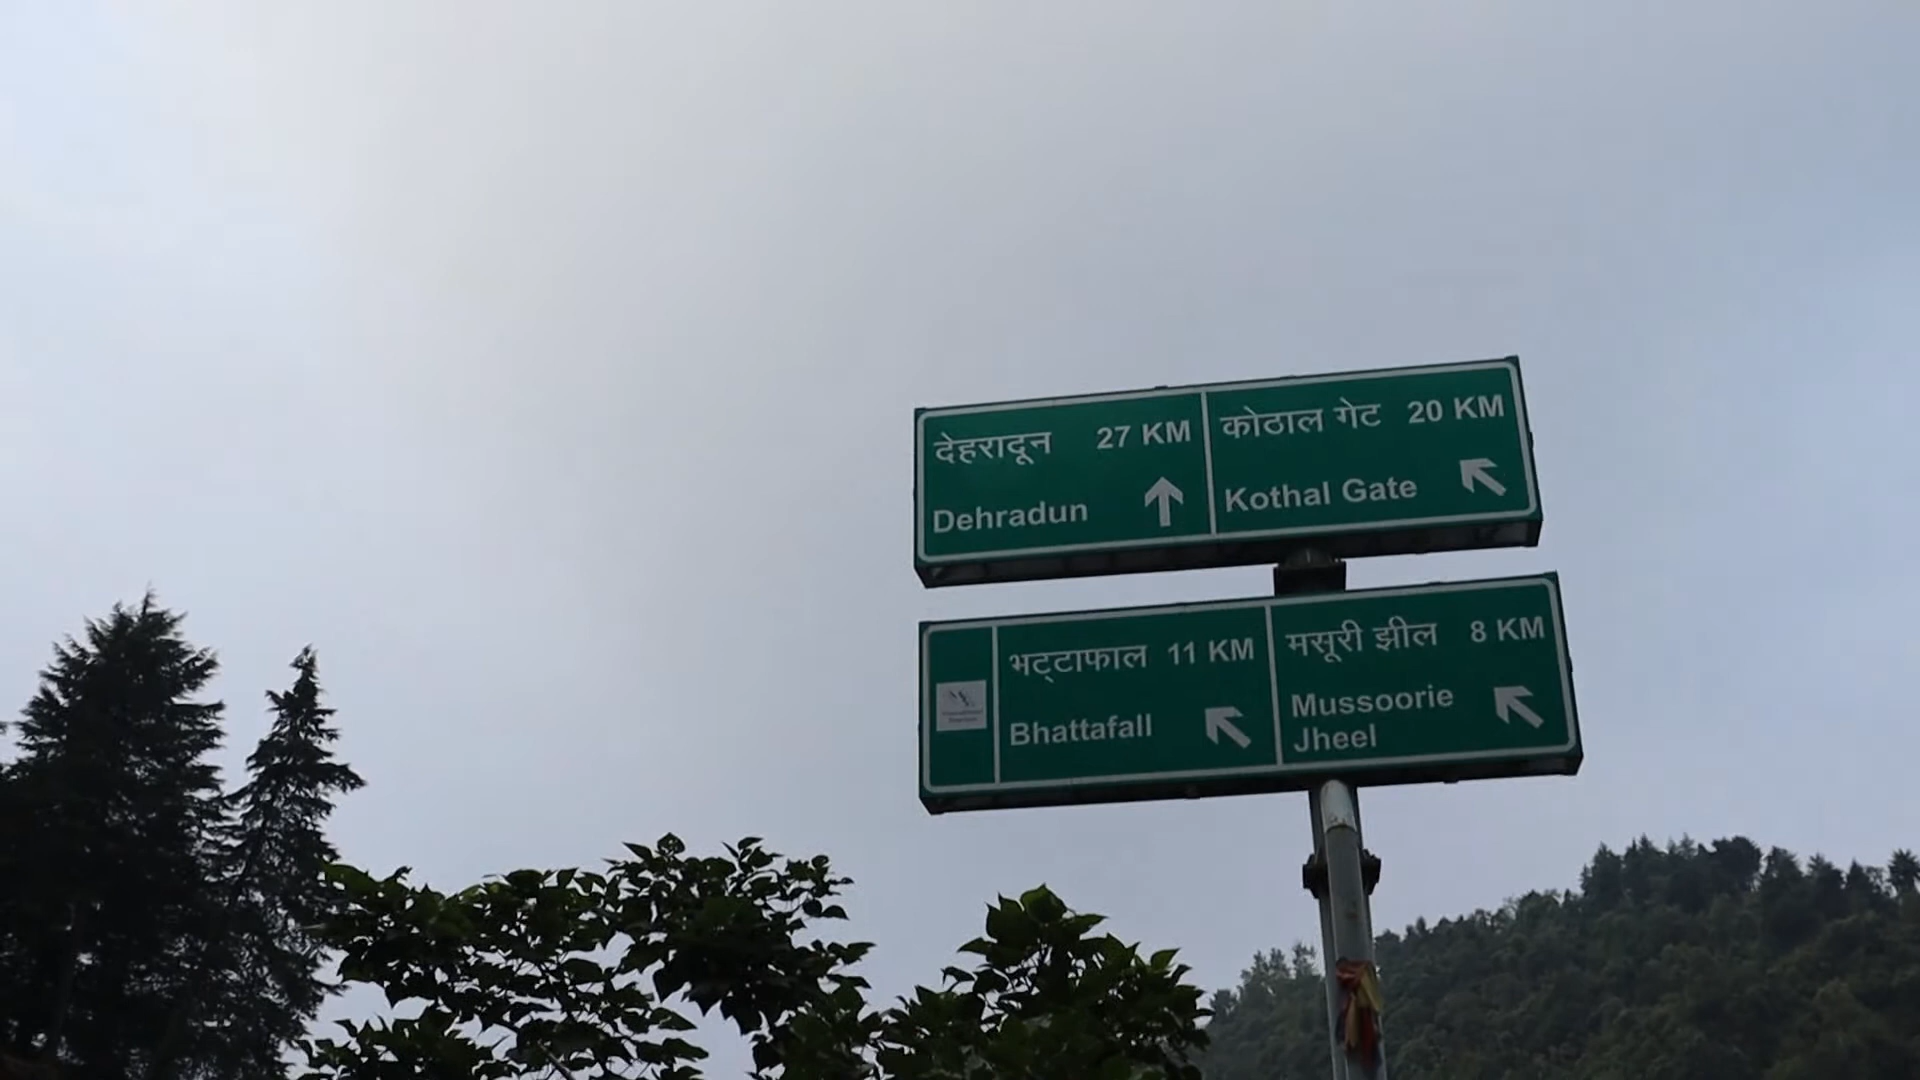 देहरादून 27 KM
Dehradun
कोठाल गेट 20 KM
Kothal Gate
भट्टाफाल 11 KM
Bhattafall
मसूरी झील 8 KM
Mussoorie
Jheel